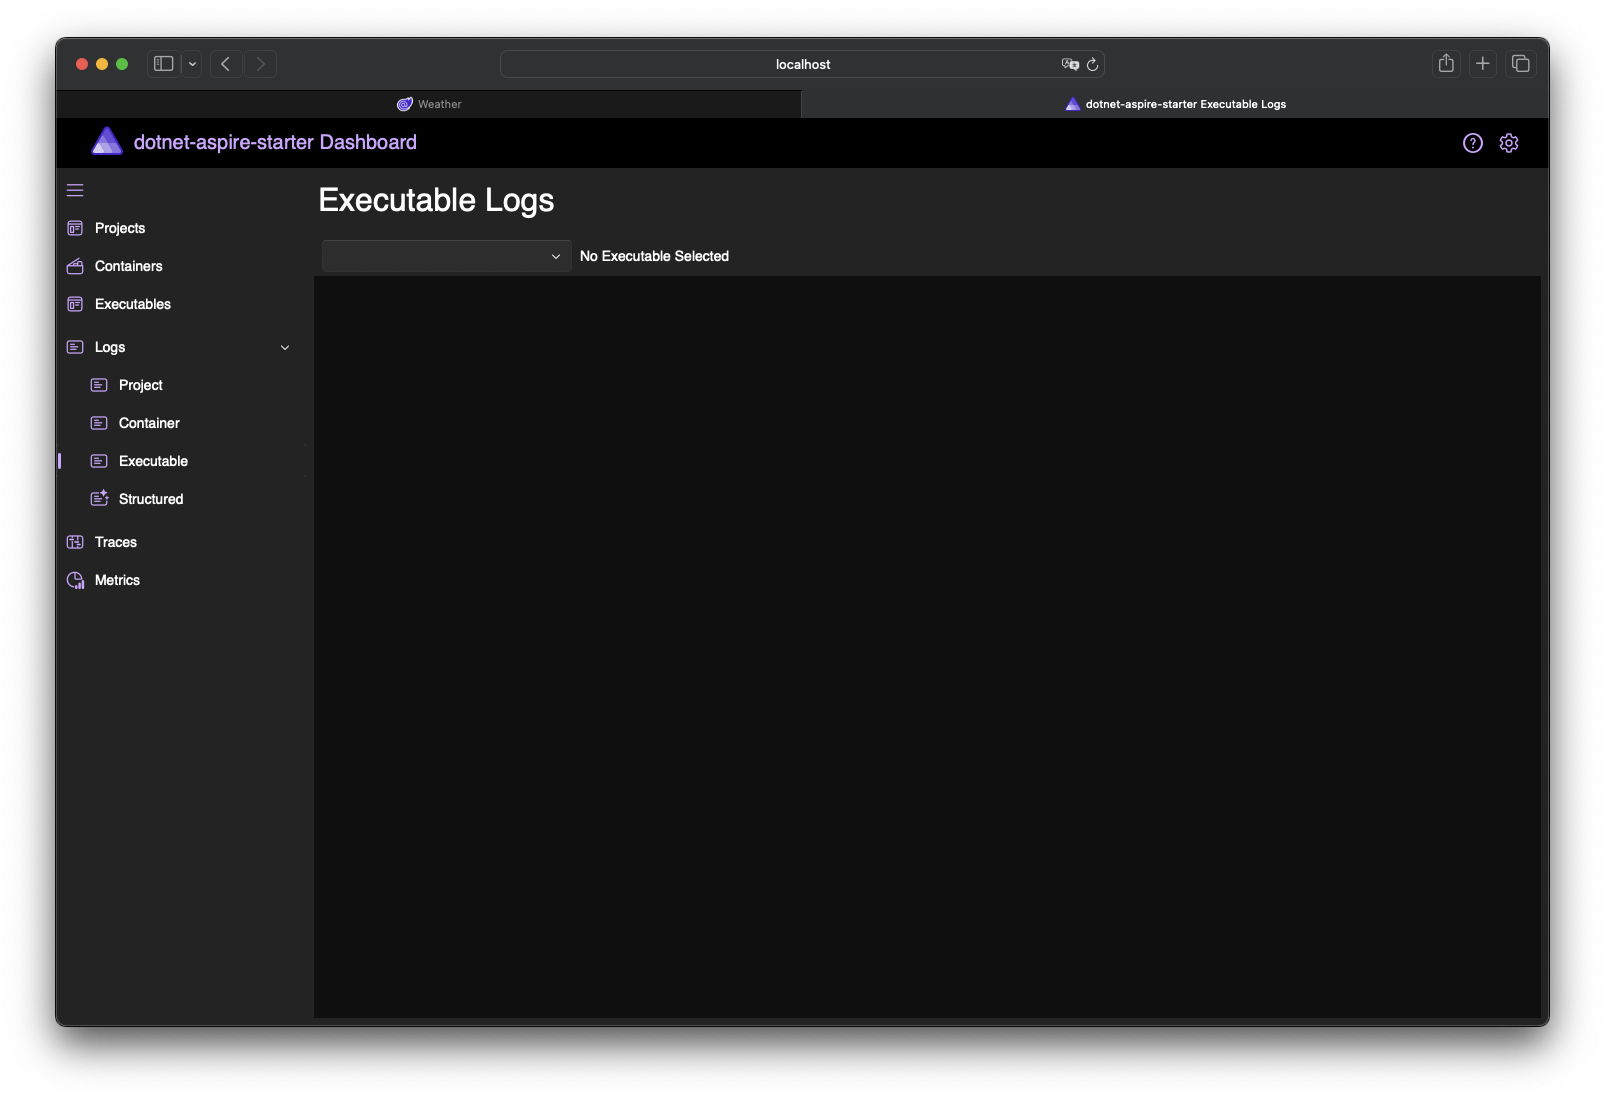 localhost
Weather
dotnet-aspire-starter Executable Logs
dotnet-aspire-starter Dashboard
Executable Logs
No Executable Selected
Projects
Containers
Executables
Logs
Project
Container
Executable
Structured
Traces
Metrics